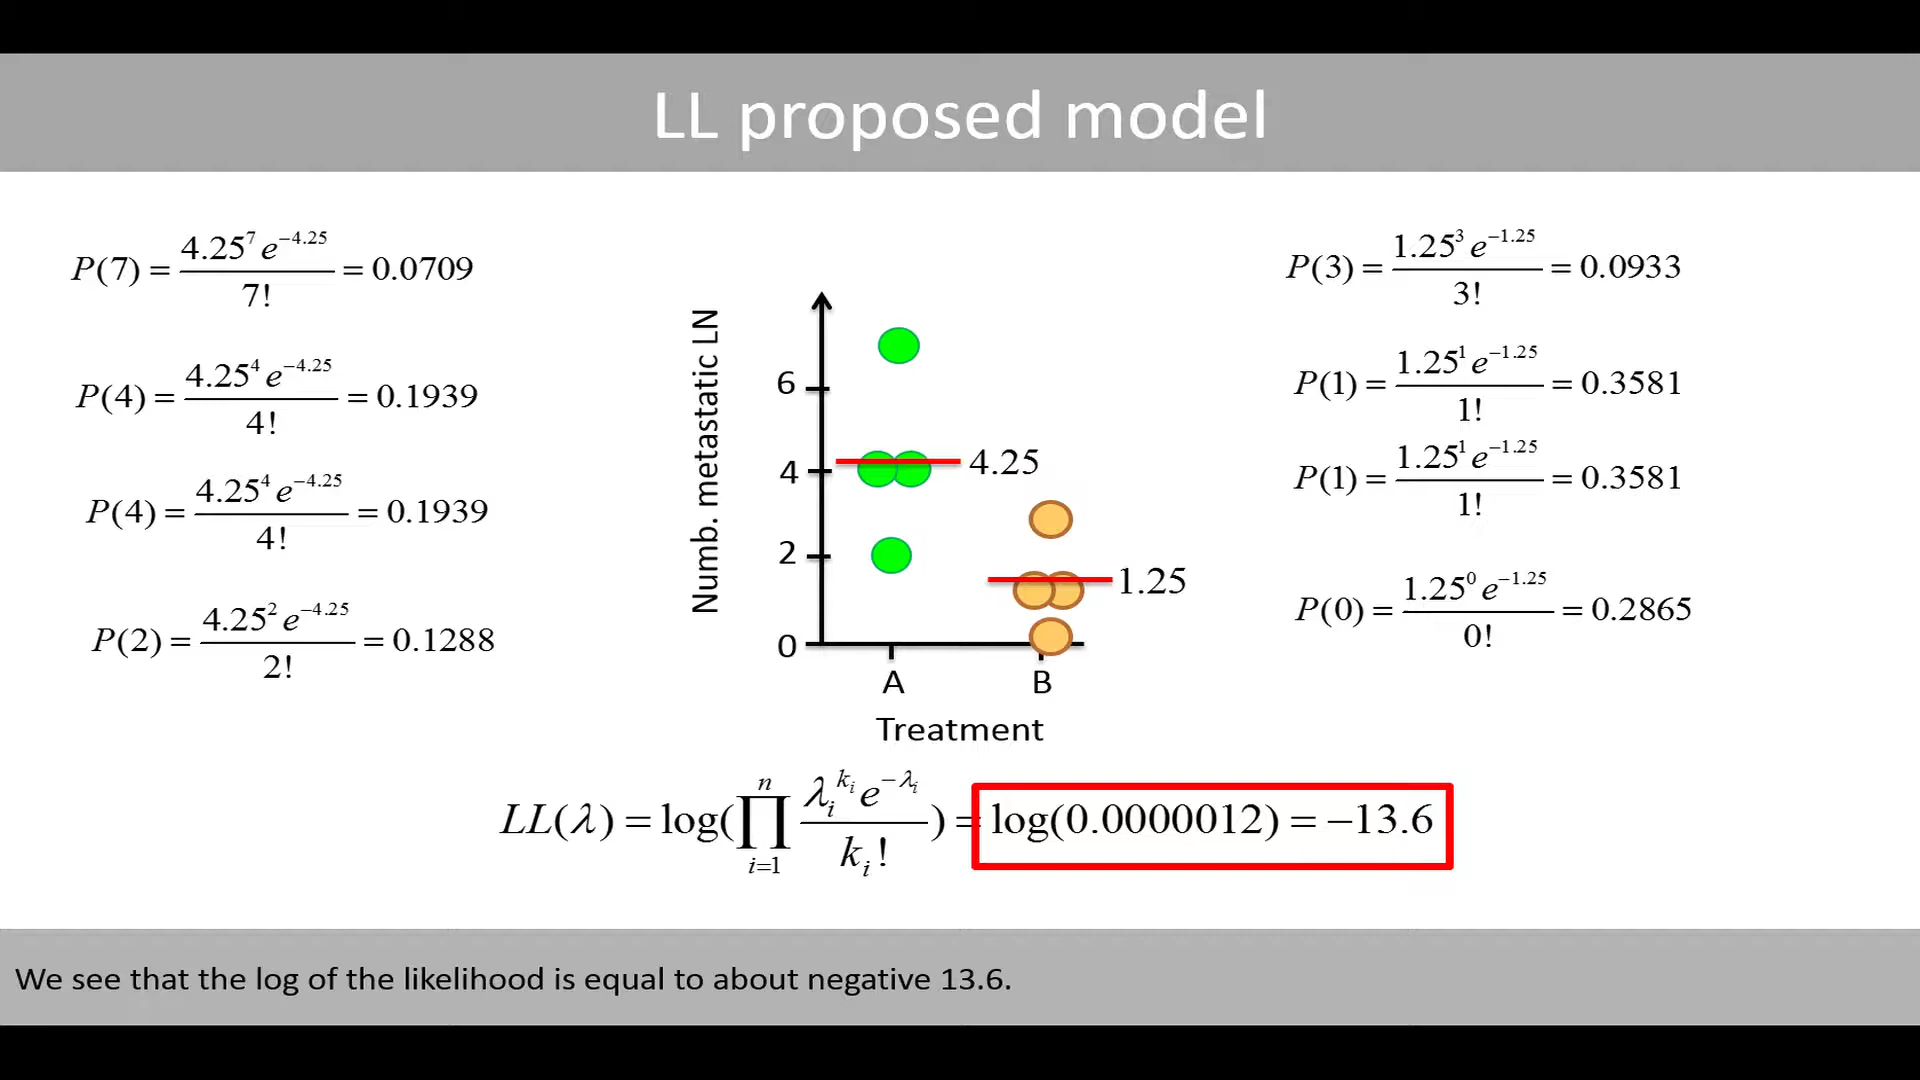 LL proposed model
P(7) = 4.25^7 e^−4.25 / 7! = 0.0709
P(4) = 4.25^4 e^−4.25 / 4! = 0.1939
P(4) = 4.25^4 e^−4.25 / 4! = 0.1939
P(2) = 4.25^2 e^−4.25 / 2! = 0.1288
Numb. metastatic LN
6
4
2
0
4.25
1.25
A B
Treatment
P(3) = 1.25^3 e^−1.25 / 3! = 0.0933
P(1) = 1.25^1 e^−1.25 / 1! = 0.3581
P(1) = 1.25^1 e^−1.25 / 1! = 0.3581
P(0) = 1.25^0 e^−1.25 / 0! = 0.2865
LL(λ) = log(∏_{i=1}^{n} λ_i^{k_i} e^{−λ_i} / k_i!) = log(0.0000012) = −13.6
We see that the log of the likelihood is equal to about negative 13.6.